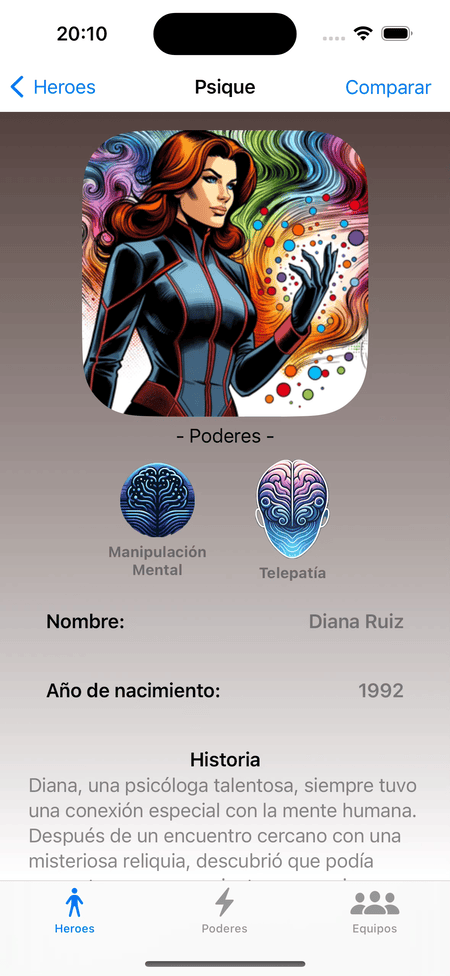 20:10
Heroes
Psique
Comparar
- Poderes -
Manipulación
Mental
Telepatía
Nombre:
Diana Ruiz
Año de nacimiento:
1992
Historia
Diana, una psicóloga talentosa, siempre tuvo
una conexión especial con la mente humana.
Después de un encuentro cercano con una
misteriosa reliquia, descubrió que podía
Heroes
Poderes
Equipos